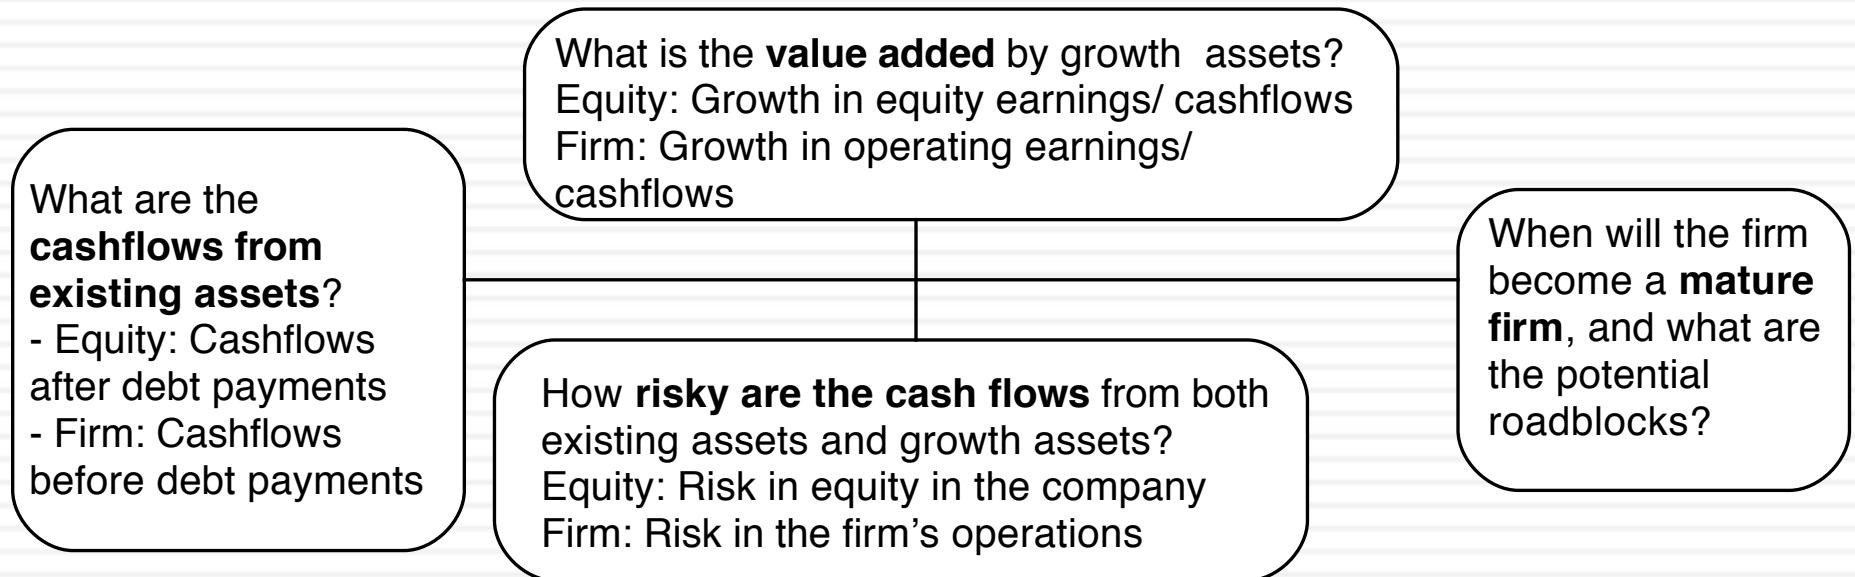 What is the value added by growth  assets?
Equity: Growth in equity earnings/ cashflows
Firm: Growth in operating earnings/
cashflows
What are the
cashflows from
existing assets?
- Equity: Cashflows
after debt payments
- Firm: Cashflows
before debt payments
When will the firm
become a mature
firm, and what are
the potential
roadblocks?
How risky are the cash flows from both
existing assets and growth assets?
Equity: Risk in equity in the company
Firm: Risk in the firm’s operations